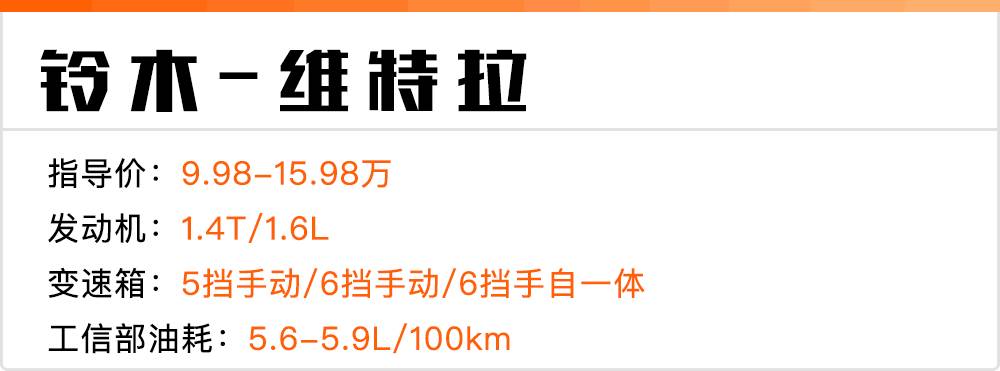 铃木-维特拉
指导价：9.98-15.98万
发动机：1.4T/1.6L
变速箱：5挡手动/6挡手动/6挡手自一体
工信部油耗：5.6-5.9L/100km